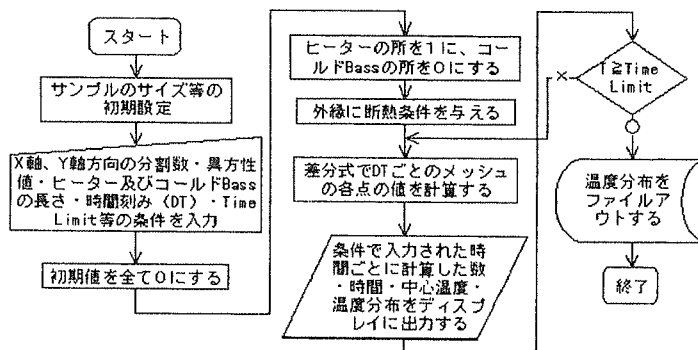 スタート
サンプルのサイズ等の
初期設定
X軸、Y軸方向の分割数・異方性
値・ヒーター及びコールドBass
の長さ・時間刻み（DT）・Time
Limit等の条件を入力
初期値を全て0にする
ヒーターの所を1に、コー
ルドBassの所を0にする
外縁に断熱条件を与える
差分式でDTごとのメッシュ
の各点の値を計算する
条件で入力された時
間ごとに計算した数
・時間・中心温度・
温度分布をディスプ
レイに出力する
T≧Time
Limit
×
○
温度分布を
ファイルア
ウトする
終了